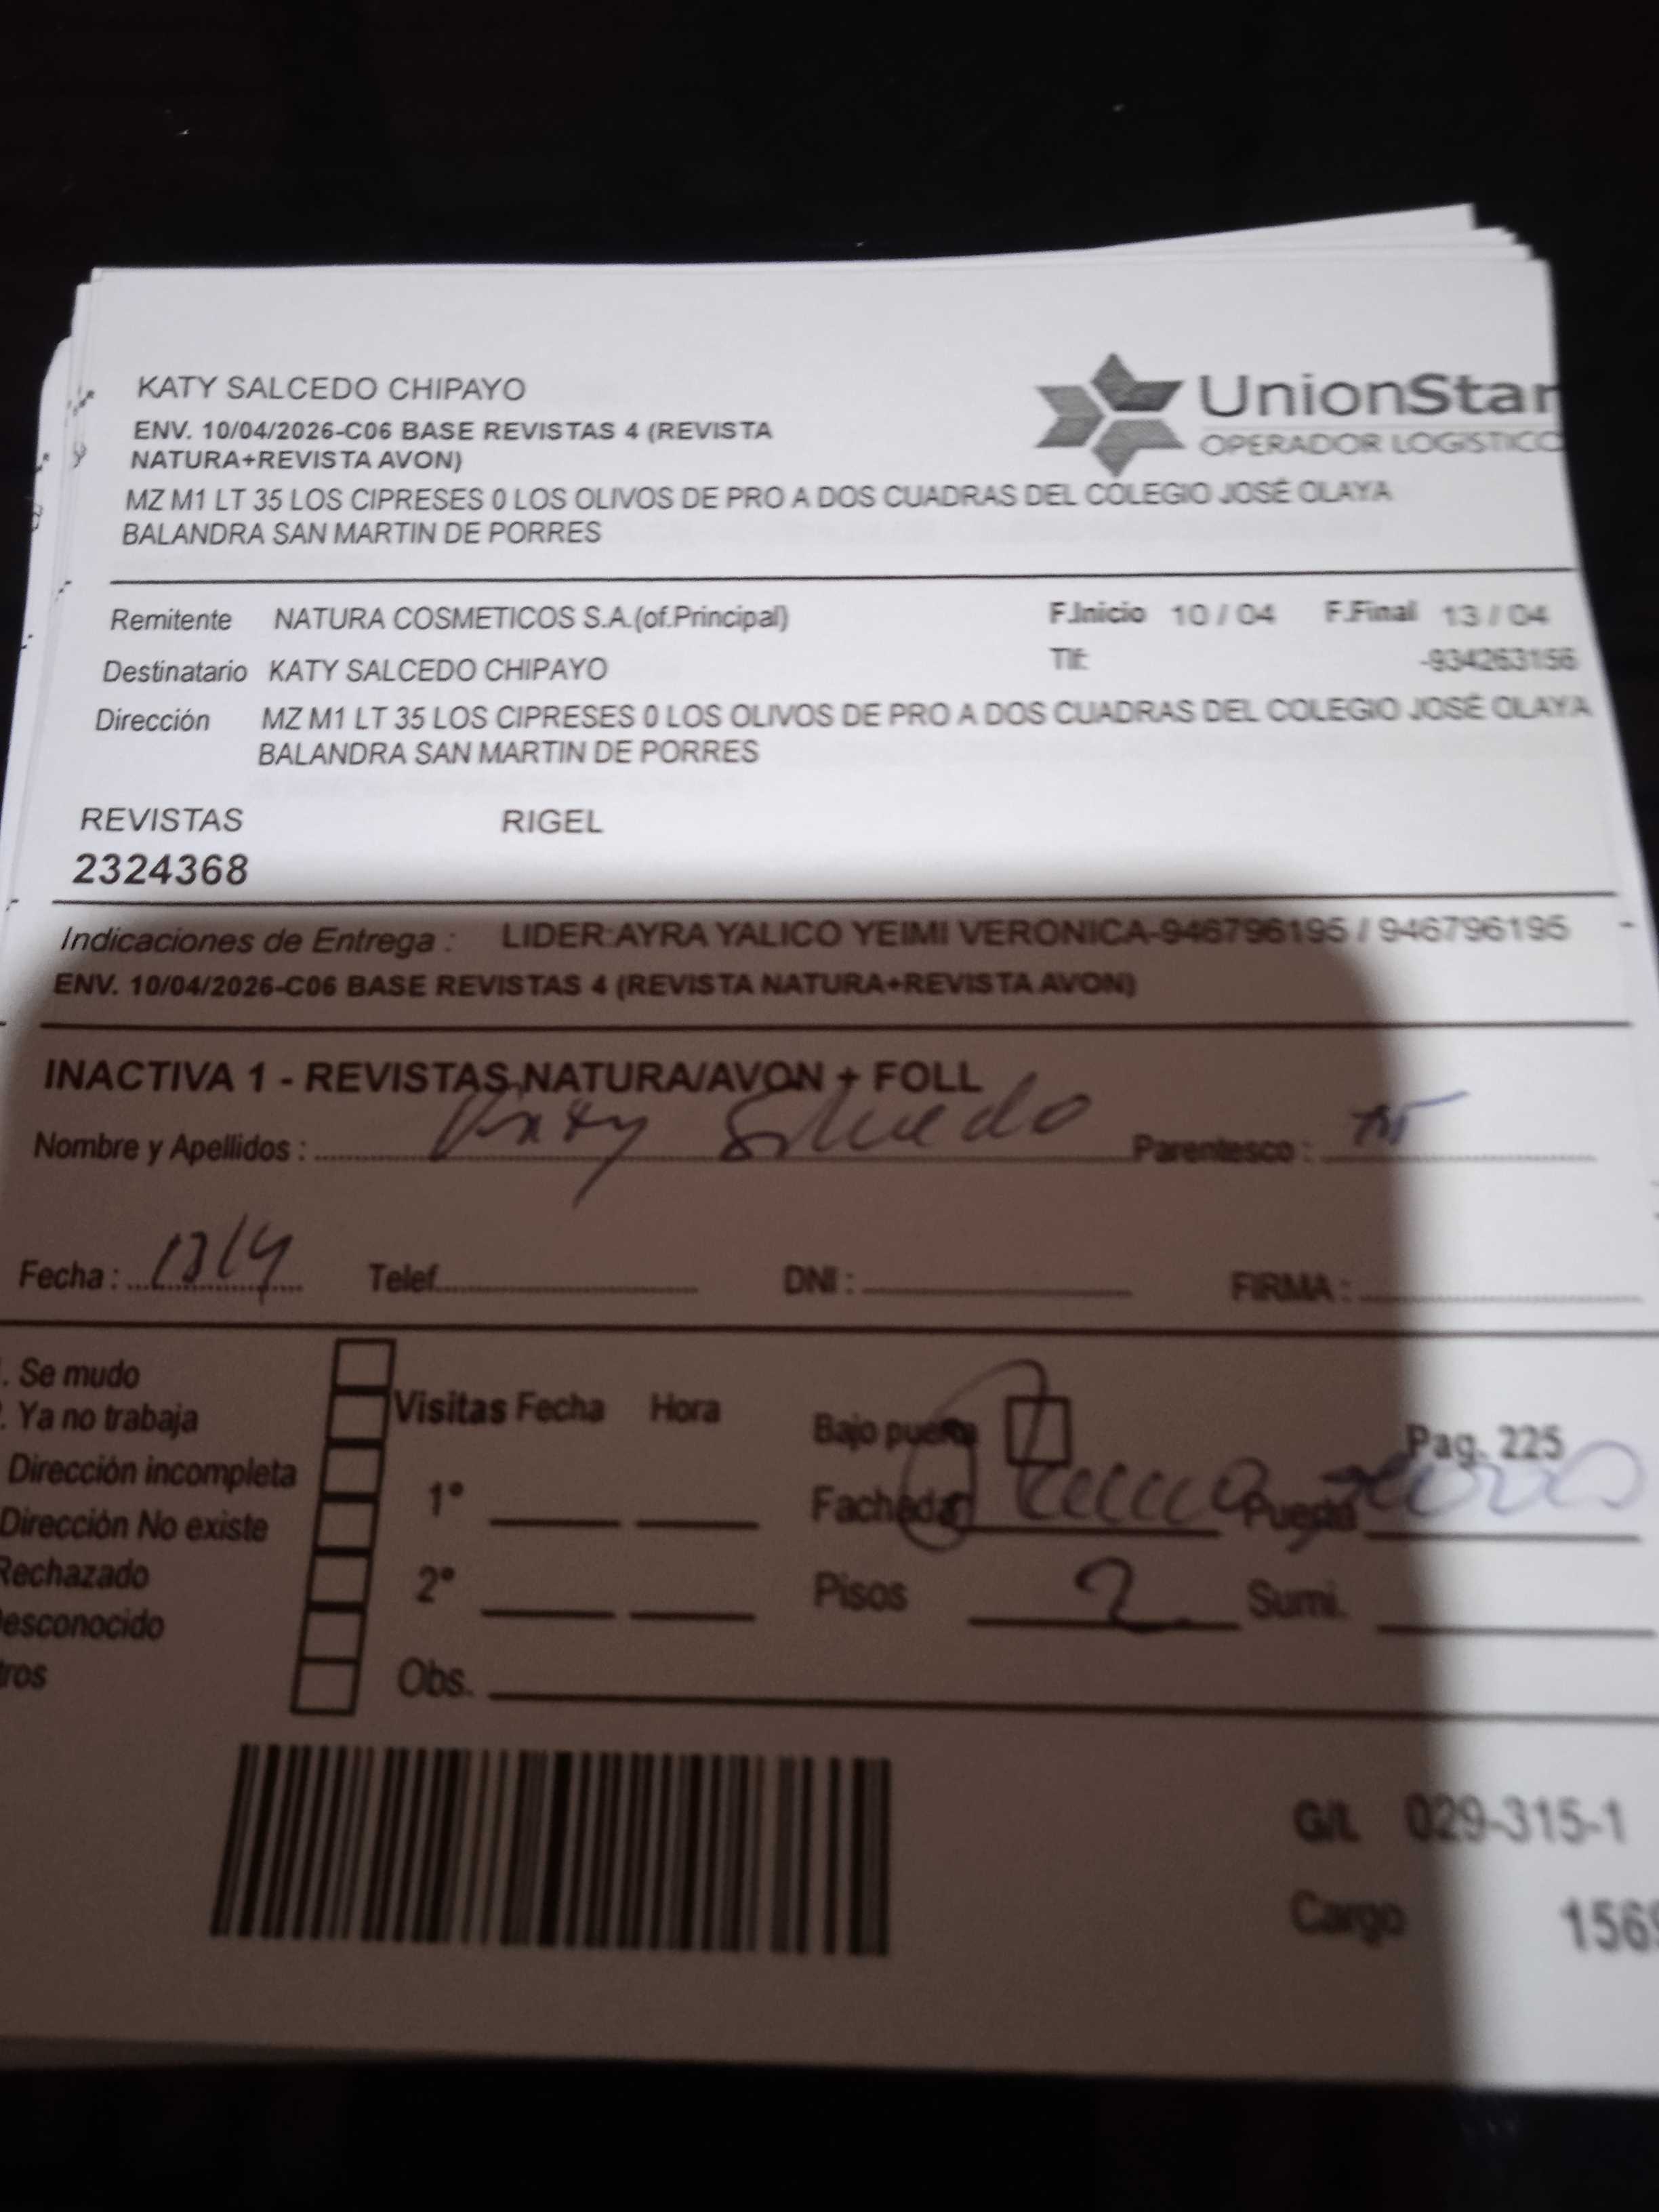 KATY SALCEDO CHIPAYO
UnionStar
OPERADOR LOGISTICO
ENV. 10/04/2026-C06 BASE REVISTAS 4 (REVISTA
NATURA+REVISTA AVON)
MZ M1 LT 35 LOS CIPRESES 0 LOS OLIVOS DE PRO A DOS CUADRAS DEL COLEGIO JOSÉ OLAYA
BALANDRA SAN MARTIN DE PORRES
Remitente NATURA COSMETICOS S.A.(of.Principal) F.Inicio 10 / 04 F.Final 13 / 04
Destinatario KATY SALCEDO CHIPAYO Tlf: -934263156
Dirección MZ M1 LT 35 LOS CIPRESES 0 LOS OLIVOS DE PRO A DOS CUADRAS DEL COLEGIO JOSÉ OLAYA
BALANDRA SAN MARTIN DE PORRES
REVISTAS RIGEL
2324368
Indicaciones de Entrega : LIDER:AYRA YALICO YEIMI VERONICA-946796195 / 946796195 -
ENV. 10/04/2026-C06 BASE REVISTAS 4 (REVISTA NATURA+REVISTA AVON)
INACTIVA 1 - REVISTAS NATURA/AVON + FOLL
Nombre y Apellidos : Katy Salcedo Parentesco :
Fecha : 13/4 Telef. DNI : FIRMA :
. Se mudo
. Ya no trabaja
Dirección incompleta
Dirección No existe
Rechazado
esconocido
tros
Visitas Fecha Hora
1°
2°
Obs.
Bajo puerta Pag. 225
Fachada Puerta
Pisos 2 Sumi.
G/L 029-315-1
Cargo 156